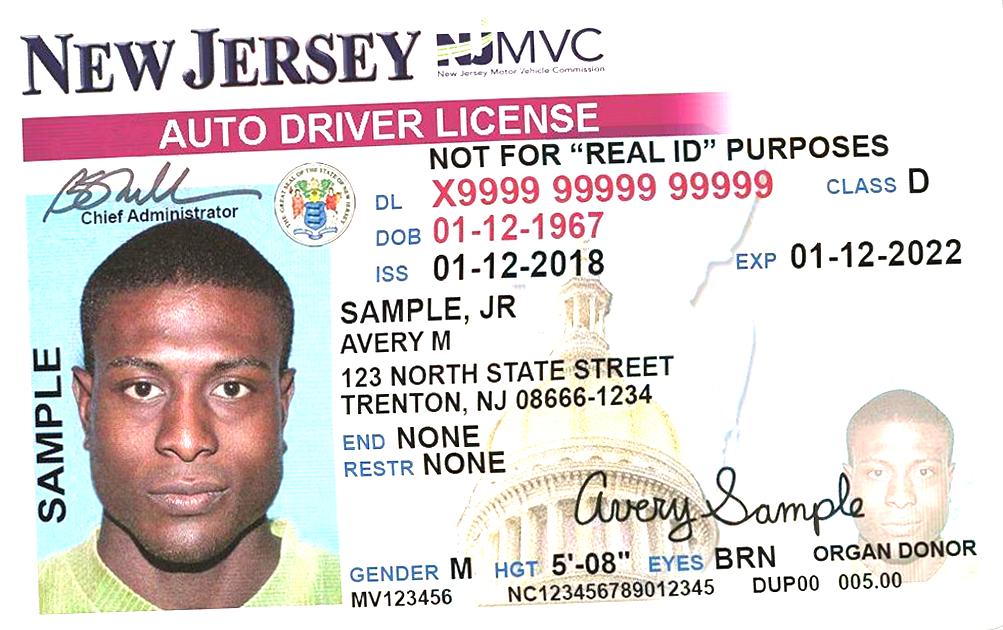 NEW JERSEY NJMVC
New Jersey Motor Vehicle Commission
AUTO DRIVER LICENSE
NOT FOR “REAL ID” PURPOSES
Chief Administrator
THE GREAT SEAL OF THE STATE OF NEW JERSEY
DL X9999 99999 99999 CLASS D
DOB 01-12-1967
ISS 01-12-2018 EXP 01-12-2022
SAMPLE, JR
AVERY M
123 NORTH STATE STREET
TRENTON, NJ 08666-1234
END NONE
RESTR NONE
SAMPLE
Avery Sample
GENDER M HGT 5'-08" EYES BRN ORGAN DONOR
MV123456 NC123456789012345 DUP00 005.00